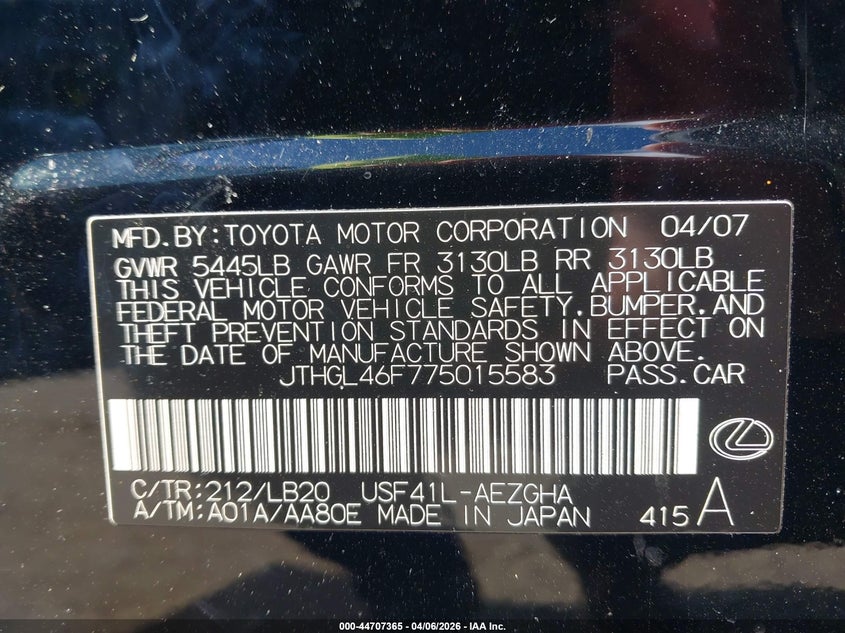 MFD.BY:TOYOTA MOTOR CORPORATION 04/07
GVWR 5445LB GAWR FR 3130LB RR 3130LB
THIS VEHICLE CONFORMS TO ALL APPLICABLE
FEDERAL MOTOR VEHICLE SAFETY,BUMPER,AND
THEFT PREVENTION STANDARDS IN EFFECT ON
THE DATE OF MANUFACTURE SHOWN ABOVE.
JTHGL46F775015583 PASS.CAR
C/TR:212/LB20 USF41L-AEZGHA
A/TM:A01A/AA80E MADE IN JAPAN 415 A
000-44707365 - 04/06/2026 - IAA Inc.